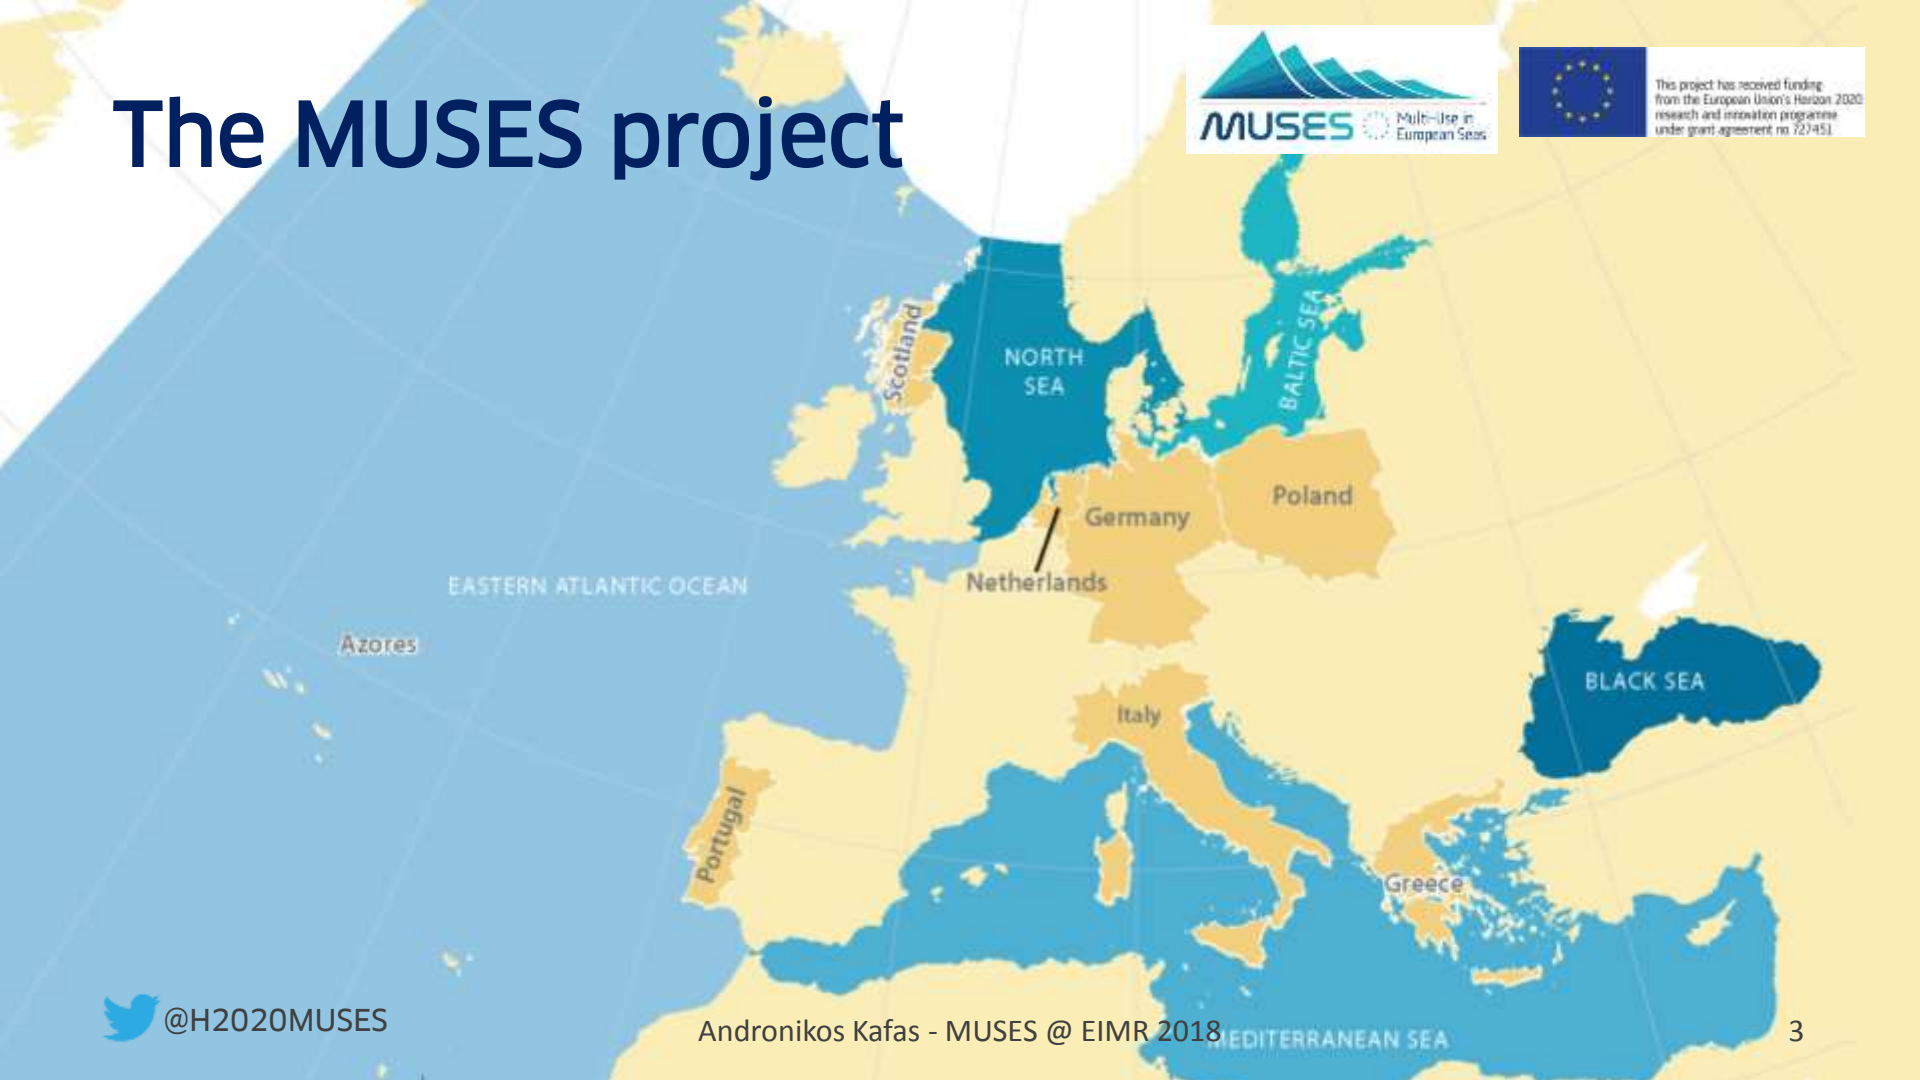 The MUSES project
MUSES
Multi-Use in
European Seas
This project has received funding
from the European Union's Horizon 2020
research and innovation programme
under grant agreement no 727451
Scotland
NORTH
SEA
BALTIC SEA
Poland
Germany
Netherlands
EASTERN ATLANTIC OCEAN
Azores
BLACK SEA
Italy
Portugal
Greece
@H2020MUSES
Andronikos Kafas - MUSES @ EIMR 2018
MEDITERRANEAN SEA
3